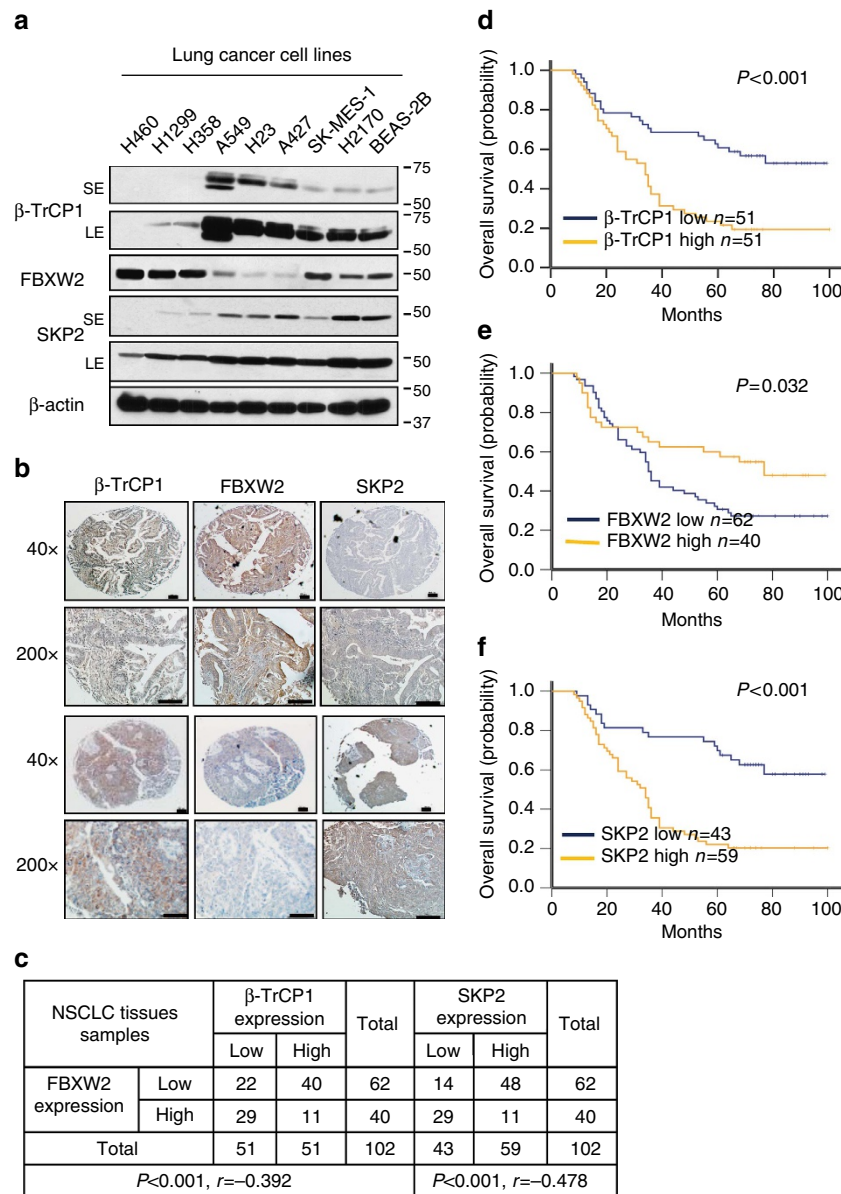 a
Lung cancer cell lines
H460 H1299 H358 A549 H23 A427 SK-MES-1 H2170 BEAS-2B
β-TrCP1
SE
75
50
LE
75
50
FBXW2
50
SKP2
SE
50
LE
50
β-actin
50
37
b
β-TrCP1 FBXW2 SKP2
40×
200×
40×
200×
c
NSCLC tissues samples
β-TrCP1 expression
Total
SKP2 expression
Total
Low High Low High
FBXW2 expression
Low 22 40 62 14 48 62
High 29 11 40 29 11 40
Total 51 51 102 43 59 102
P<0.001, r=−0.392
P<0.001, r=−0.478
d
Overall survival (probability)
1.0
0.8
0.6
0.4
0.2
0.0
P<0.001
β-TrCP1 low n=51
β-TrCP1 high n=51
0 20 40 60 80 100
Months
e
Overall survival (probability)
1.0
0.8
0.6
0.4
0.2
0.0
P=0.032
FBXW2 low n=62
FBXW2 high n=40
0 20 40 60 80 100
Months
f
Overall survival (probability)
1.0
0.8
0.6
0.4
0.2
0.0
P<0.001
SKP2 low n=43
SKP2 high n=59
0 20 40 60 80 100
Months